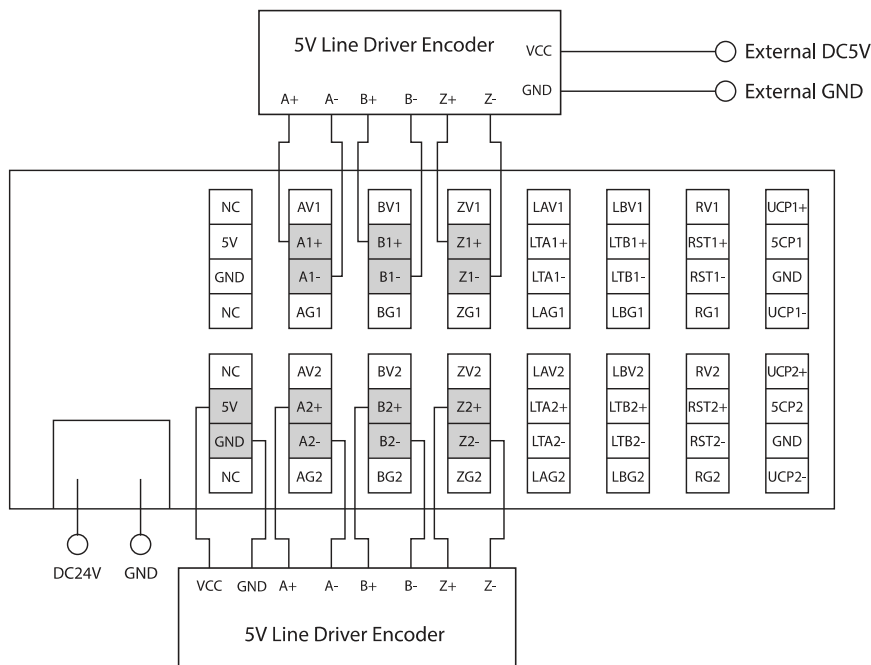 5V Line Driver Encoder
VCC
External DC5V
GND
External GND
A+ A- B+ B- Z+ Z-
NC AV1 BV1 ZV1 LAV1 LBV1 RV1 UCP1+
5V A1+ B1+ Z1+ LTA1+ LTB1+ RST1+ 5CP1
GND A1- B1- Z1- LTA1- LTB1- RST1- GND
NC AG1 BG1 ZG1 LAG1 LBG1 RG1 UCP1-
NC AV2 BV2 ZV2 LAV2 LBV2 RV2 UCP2+
5V A2+ B2+ Z2+ LTA2+ LTB2+ RST2+ 5CP2
GND A2- B2- Z2- LTA2- LTB2- RST2- GND
NC AG2 BG2 ZG2 LAG2 LBG2 RG2 UCP2-
DC24V GND
VCC GND A+ A- B+ B- Z+ Z-
5V Line Driver Encoder